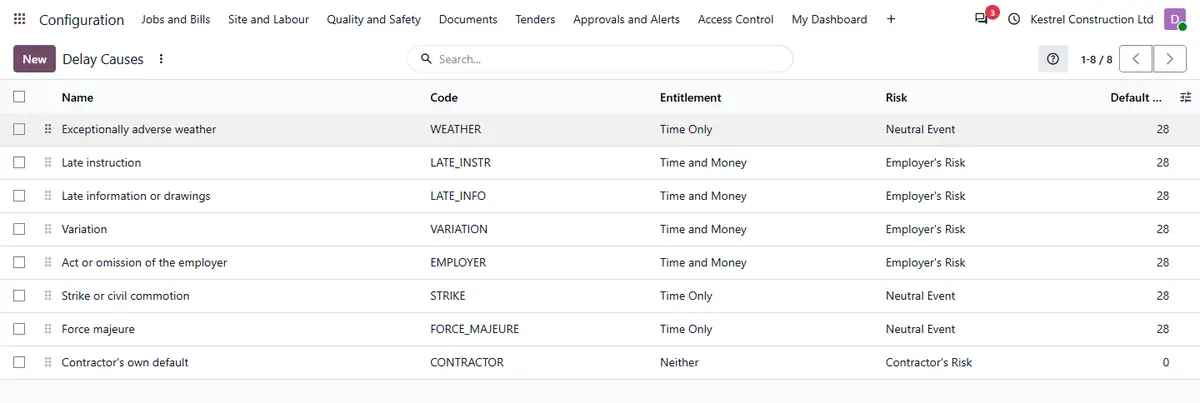 Configuration Jobs and Bills Site and Labour Quality and Safety Documents Tenders Approvals and Alerts Access Control My Dashboard + 3 Kestrel Construction Ltd D
New Delay Causes Search... 1-8 / 8
Name Code Entitlement Risk Default ...
Exceptionally adverse weather WEATHER Time Only Neutral Event 28
Late instruction LATE_INSTR Time and Money Employer's Risk 28
Late information or drawings LATE_INFO Time and Money Employer's Risk 28
Variation VARIATION Time and Money Employer's Risk 28
Act or omission of the employer EMPLOYER Time and Money Employer's Risk 28
Strike or civil commotion STRIKE Time Only Neutral Event 28
Force majeure FORCE_MAJEURE Time Only Neutral Event 28
Contractor's own default CONTRACTOR Neither Contractor's Risk 0